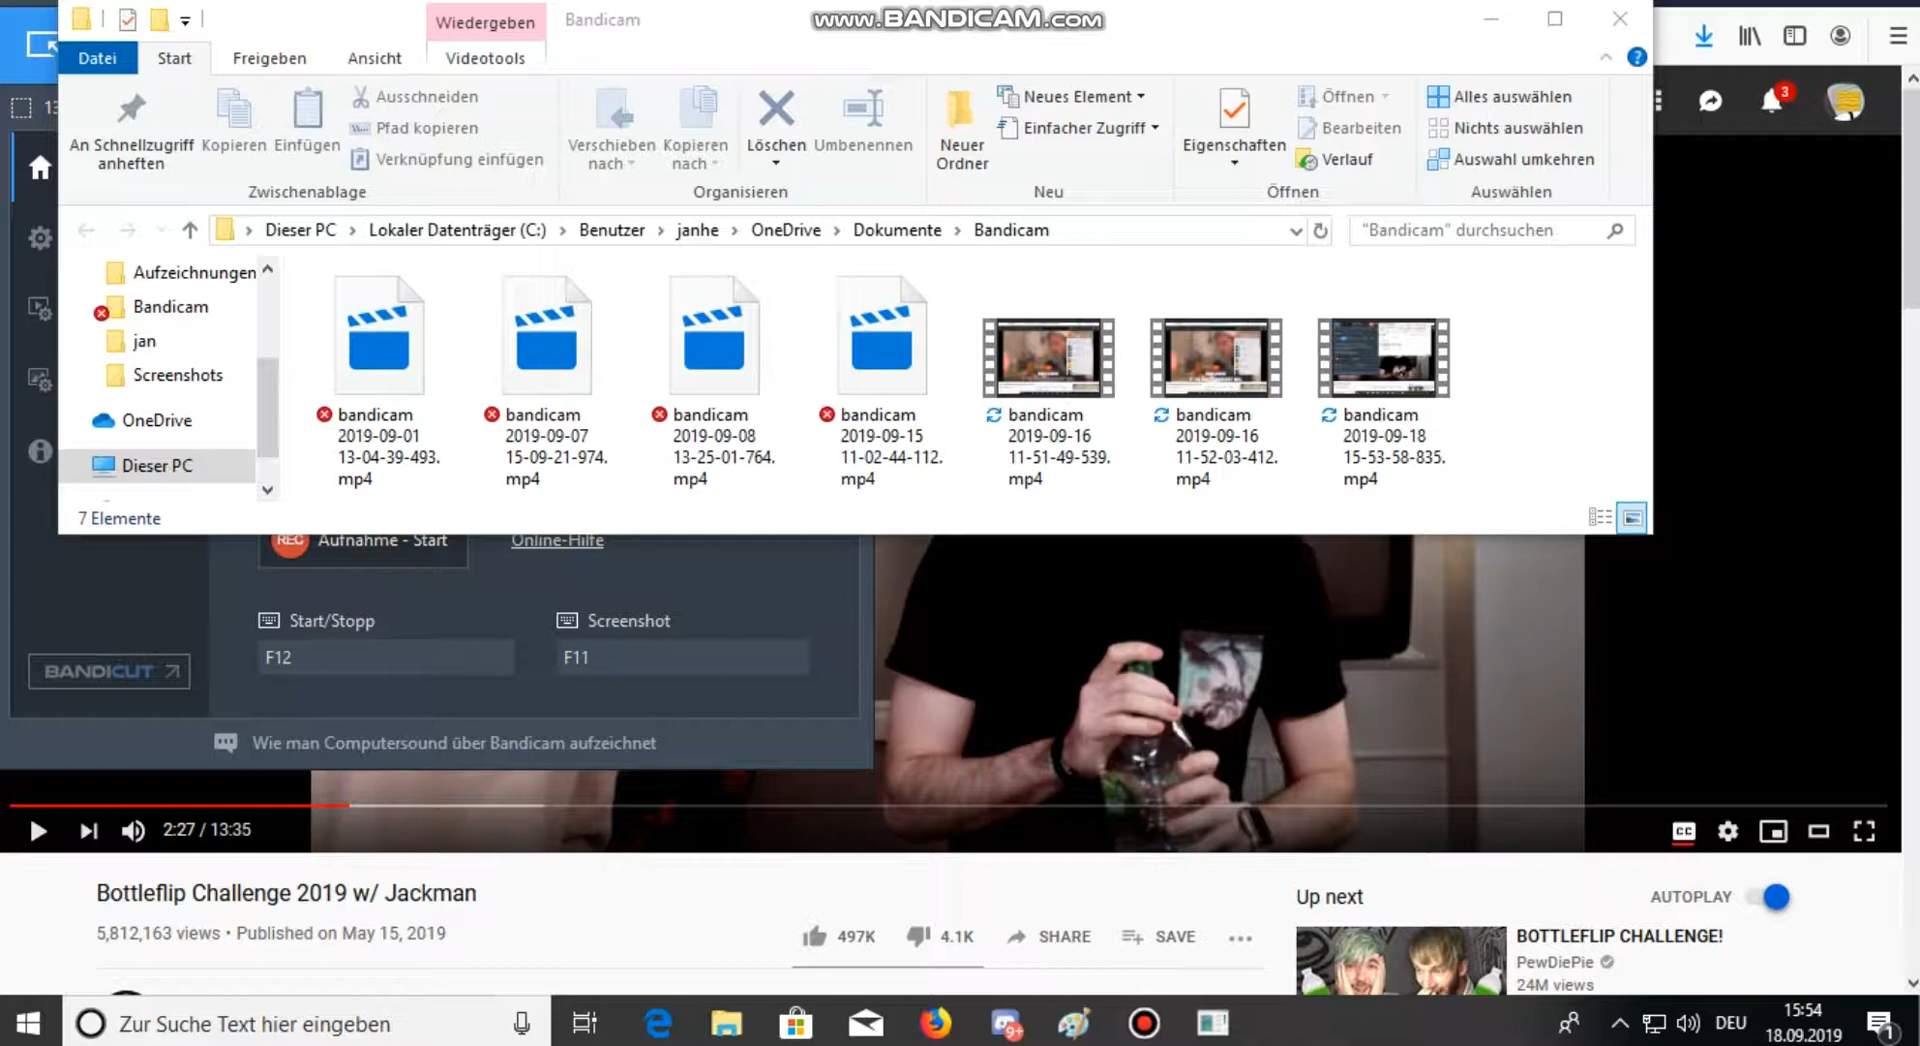 Wiedergeben
Bandicam
www.BANDICAM.com
Datei
Start
Freigeben
Ansicht
Videotools
An Schnellzugriff
anheften
Kopieren
Einfügen
Ausschneiden
Pfad kopieren
Verknüpfung einfügen
Zwischenablage
Verschieben
nach
Kopieren
nach
Löschen
Umbenennen
Organisieren
Neuer
Ordner
Neues Element
Einfacher Zugriff
Neu
Eigenschaften
Öffnen
Bearbeiten
Verlauf
Öffnen
Alles auswählen
Nichts auswählen
Auswahl umkehren
Auswählen
3
Dieser PC > Lokaler Datenträger (C:) > Benutzer > janhe > OneDrive > Dokumente > Bandicam
"Bandicam" durchsuchen
Aufzeichnungen
Bandicam
jan
Screenshots
OneDrive
Dieser PC
bandicam
2019-09-01
13-04-39-493.
mp4
bandicam
2019-09-07
15-09-21-974.
mp4
bandicam
2019-09-08
13-25-01-764.
mp4
bandicam
2019-09-15
11-02-44-112.
mp4
bandicam
2019-09-16
11-51-49-539.
mp4
bandicam
2019-09-16
11-52-03-412.
mp4
bandicam
2019-09-18
15-53-58-835.
mp4
7 Elemente
REC
Aufnahme - Start
Online-Hilfe
Start/Stopp
Screenshot
F12
F11
BANDICUT
Wie man Computersound über Bandicam aufzeichnet
2:27 / 13:35
CC
Bottleflip Challenge 2019 w/ Jackman
5,812,163 views • Published on May 15, 2019
497K
4.1K
SHARE
SAVE
Up next
AUTOPLAY
BOTTLEFLIP CHALLENGE!
PewDiePie
24M views
Zur Suche Text hier eingeben
9+
DEU
15:54
18.09.2019
1